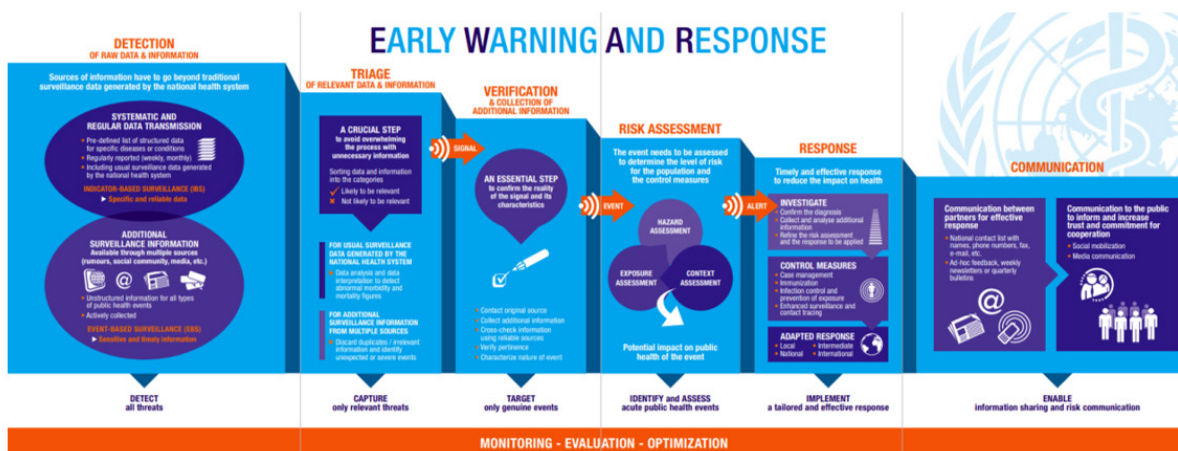 EARLY WARNING AND RESPONSE
DETECTION
OF RAW DATA & INFORMATION
Sources of information have to go beyond traditional
surveillance data generated by the national health system
SYSTEMATIC AND
REGULAR DATA TRANSMISSION
• Pre-defined list of structured data
for specific diseases or conditions
• Regularly reported (weekly, monthly)
• Including usual surveillance data generated
by the national health system
INDICATOR-BASED SURVEILLANCE (IBS)
▶ Specific and reliable data
ADDITIONAL
SURVEILLANCE INFORMATION
Available through multiple sources
(rumours, social community, media, etc.)
@
• Unstructured information for all types
of public health events
• Actively collected
EVENT-BASED SURVEILLANCE (EBS)
▶ Sensitive and timely information
DETECT
all threats
TRIAGE
OF RELEVANT DATA & INFORMATION
A CRUCIAL STEP
to avoid overwhelming
the process with
unnecessary information
Sorting data and information
into the categories
✓ Likely to be relevant
✗ Not likely to be relevant
FOR USUAL SURVEILLANCE
DATA GENERATED BY THE
NATIONAL HEALTH SYSTEM
• Data analysis and data
interpretation to detect
abnormal morbidity and
mortality figures
FOR ADDITIONAL
SURVEILLANCE INFORMATION
FROM MULTIPLE SOURCES
• Discard duplicates / irrelevant
information and identify
unexpected or severe events
CAPTURE
only relevant threats
SIGNAL
VERIFICATION
& COLLECTION OF
ADDITIONAL INFORMATION
AN ESSENTIAL STEP
to confirm the reality
of the signal and its
characteristics
• Contact original source
• Collect additional information
• Cross-check information
using reliable sources
• Verify pertinence
• Characterize nature of event
TARGET
only genuine events
EVENT
RISK ASSESSMENT
The event needs to be assessed
to determine the level of risk
for the population and
the control measures
HAZARD
ASSESSMENT
EXPOSURE
ASSESSMENT
CONTEXT
ASSESSMENT
Potential impact on public
health of the event
IDENTIFY and ASSESS
acute public health events
ALERT
RESPONSE
Timely and effective response
to reduce the impact on health
INVESTIGATE
• Confirm the diagnosis
• Collect and analyse additional
information
• Refine the risk assessment
and the response to be applied
CONTROL MEASURES
• Case management
• Immunization
• Infection control and
prevention of exposure
• Enhanced surveillance and
contact tracing
ADAPTED RESPONSE
• Local • Intermediate
• National • International
IMPLEMENT
a tailored and effective response
COMMUNICATION
Communication between
partners for effective
response
• National contact list with
names, phone numbers, fax,
e-mail, etc.
• Ad-hoc feedback, weekly
newsletters or quarterly
bulletins
@
Communication to the public
to inform and increase
trust and commitment for
cooperation
• Social mobilization
• Media communication
ENABLE
information sharing and risk communication
MONITORING - EVALUATION - OPTIMIZATION